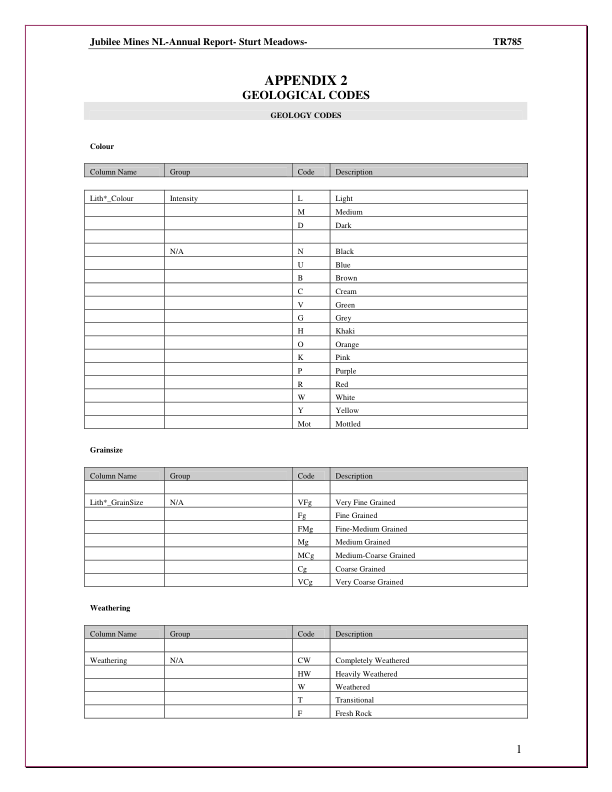 Jubilee Mines NL-Annual Report- Sturt Meadows- TR785
APPENDIX 2
GEOLOGICAL CODES
GEOLOGY CODES
Colour
Column Name Group Code Description
Lith*_Colour Intensity L Light
M Medium
D Dark
N/A N Black
U Blue
B Brown
C Cream
V Green
G Grey
H Khaki
O Orange
K Pink
P Purple
R Red
W White
Y Yellow
Mot Mottled
Grainsize
Column Name Group Code Description
Lith*_GrainSize N/A VFg Very Fine Grained
Fg Fine Grained
FMg Fine-Medium Grained
Mg Medium Grained
MCg Medium-Coarse Grained
Cg Coarse Grained
VCg Very Coarse Grained
Weathering
Column Name Group Code Description
Weathering N/A CW Completely Weathered
HW Heavily Weathered
W Weathered
T Transitional
F Fresh Rock
1